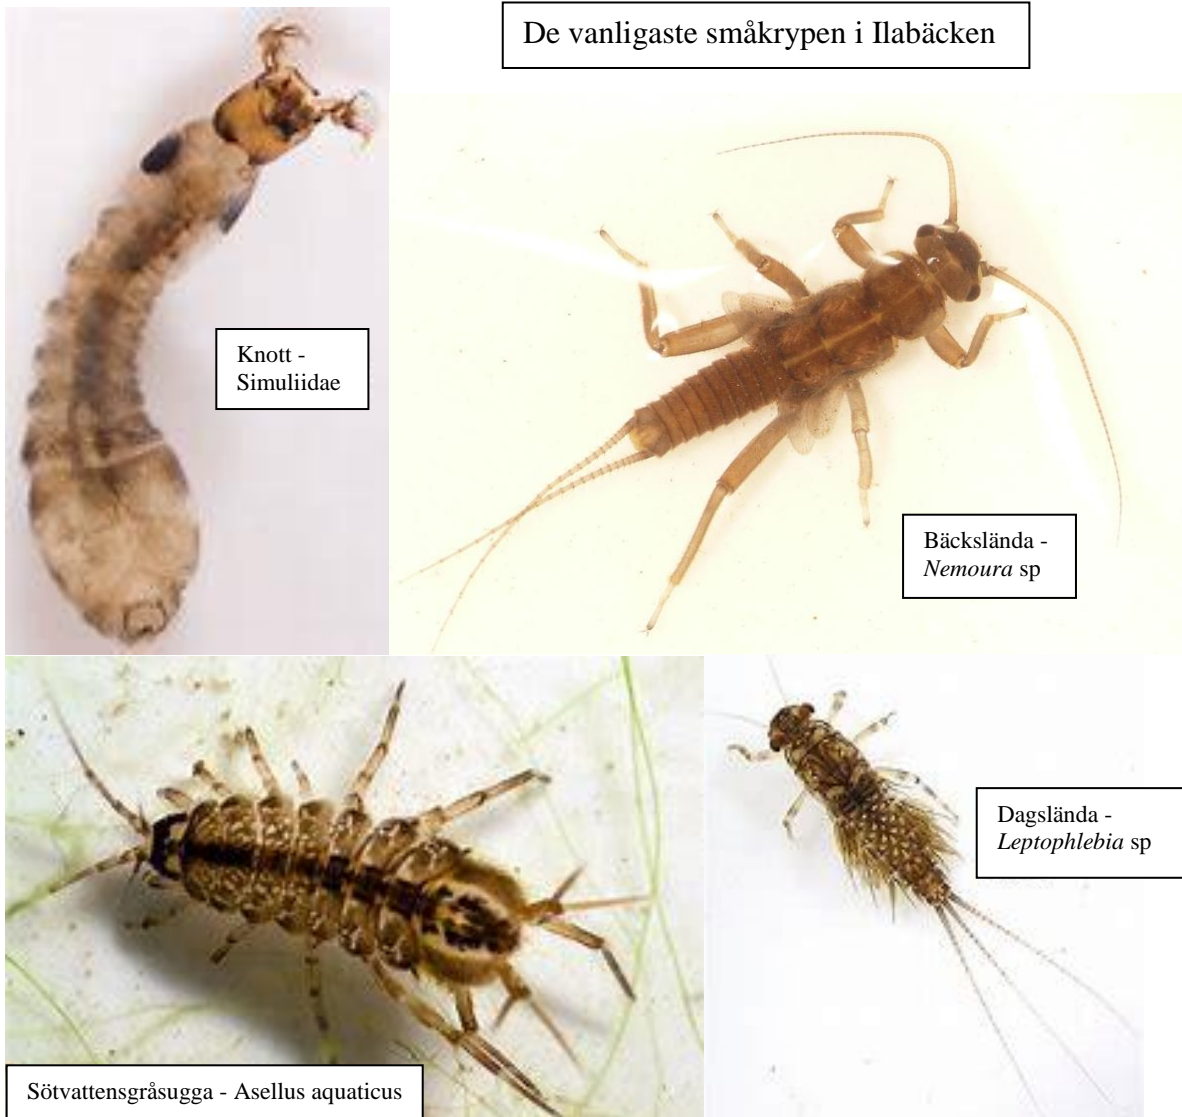 De vanligaste småkrypen i Ilabäcken
Knott -
Simuliidae
Bäckslända -
Nemoura sp
Dagslända -
Leptophlebia sp
Sötvattensgråsugga - Asellus aquaticus